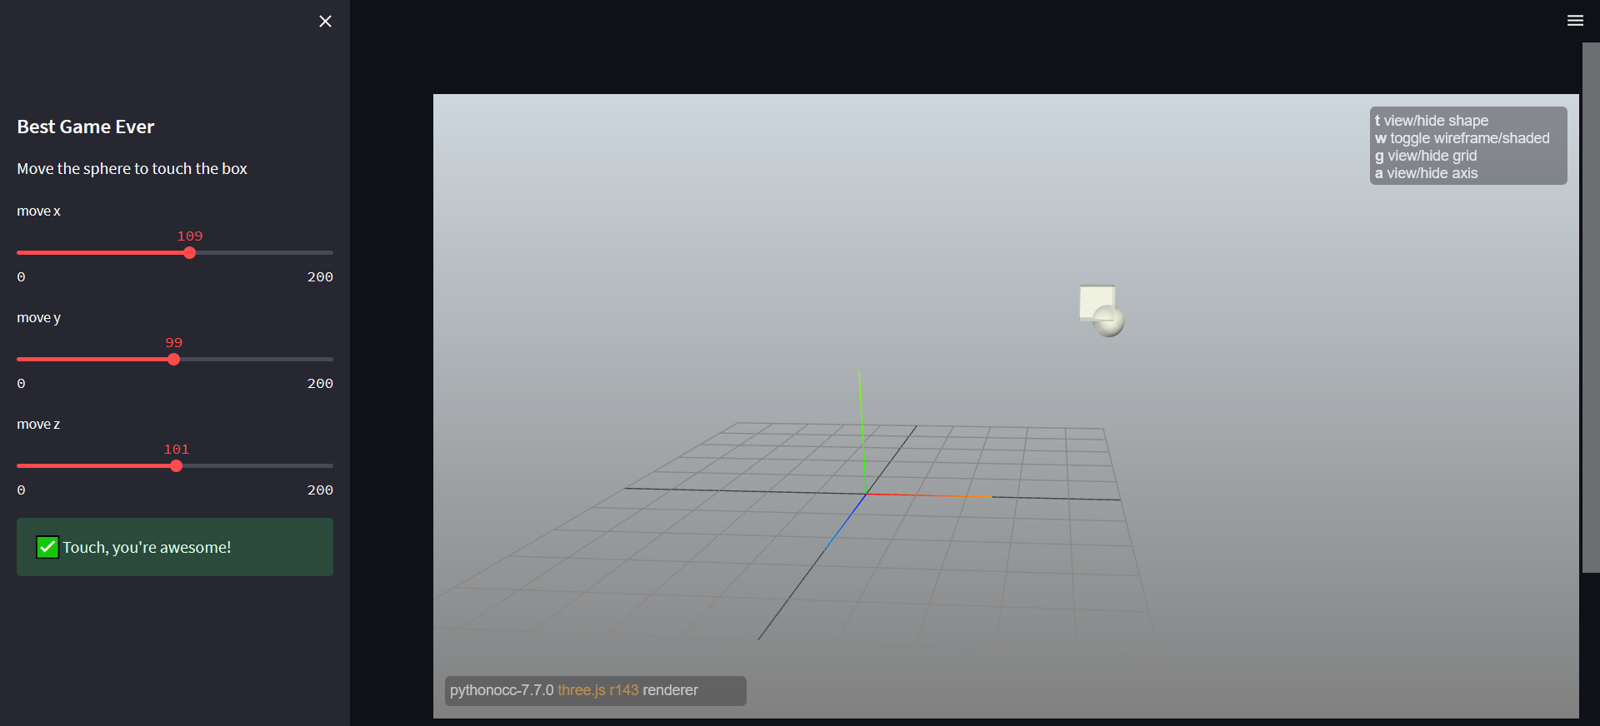 Best Game Ever
Move the sphere to touch the box
move x
109
0 200
move y
99
0 200
move z
101
0 200
✅ Touch, you're awesome!
t view/hide shape
w toggle wireframe/shaded
g view/hide grid
a view/hide axis
pythonocc-7.7.0 three.js r143 renderer